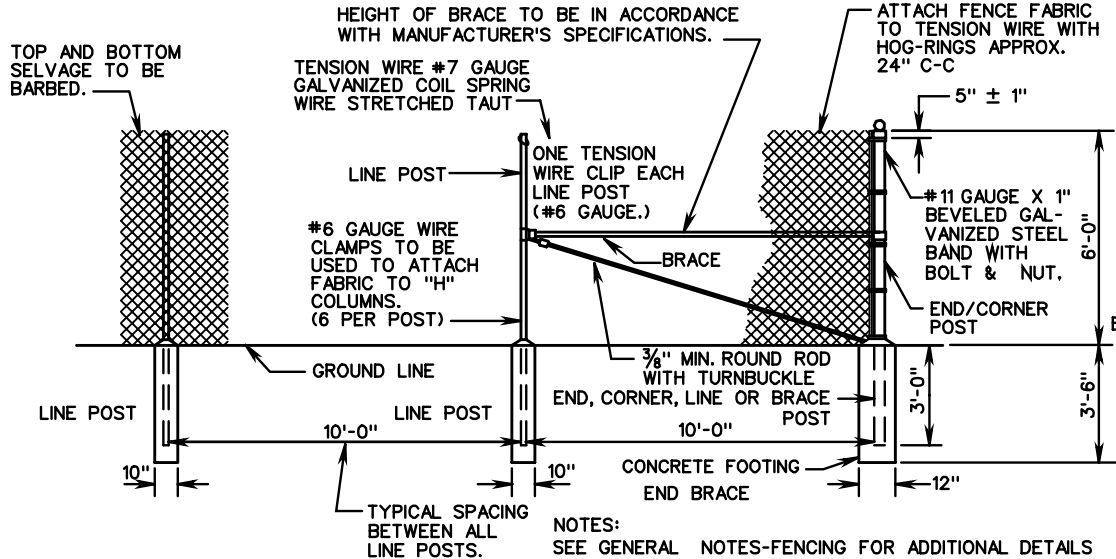 HEIGHT OF BRACE TO BE IN ACCORDANCE
WITH MANUFACTURER'S SPECIFICATIONS.
ATTACH FENCE FABRIC
TO TENSION WIRE WITH
HOG-RINGS APPROX.
24" C-C
TOP AND BOTTOM
SELVAGE TO BE
BARBED.
TENSION WIRE #7 GAUGE
GALVANIZED COIL SPRING
WIRE STRETCHED TAUT
5" ± 1"
LINE POST
ONE TENSION
WIRE CLIP EACH
LINE POST
(#6 GAUGE.)
#11 GAUGE X 1"
BEVELED GAL-
VANIZED STEEL
BAND WITH
BOLT & NUT.
6'-0"
#6 GAUGE WIRE
CLAMPS TO BE
USED TO ATTACH
FABRIC TO "H"
COLUMNS.
(6 PER POST)
BRACE
END/CORNER
POST
E
GROUND LINE
3/8" MIN. ROUND ROD
WITH TURNBUCKLE
END, CORNER, LINE OR BRACE
POST
3'-0"
3'-6"
LINE POST
LINE POST
10'-0"
10'-0"
10"
10"
CONCRETE FOOTING
12"
END BRACE
TYPICAL SPACING
BETWEEN ALL
LINE POSTS.
NOTES:
SEE GENERAL NOTES-FENCING FOR ADDITIONAL DETAILS